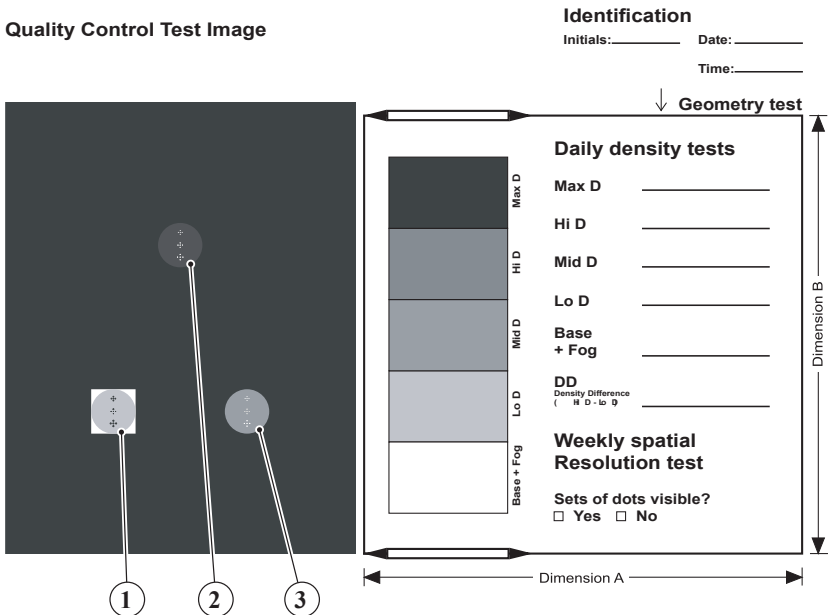 Quality Control Test Image
Identification
Initials:
Date:
Time:
Geometry test
Max D
Hi D
Mid D
Lo D
Base + Fog
Daily density tests
Max D
Hi D
Mid D
Lo D
Base
+ Fog
DD
Density Difference
( Hi D - Lo D)
Weekly spatial
Resolution test
Sets of dots visible?
Yes No
Dimension B
Dimension A
1 2 3